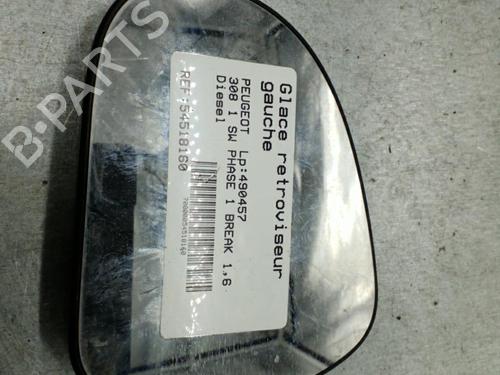 Glace retroviseur
gauche
PEUGEOT Lp:490457
308 1 SW PHASE 1 BREAK 1,6
Diesel
REF:54518160
B-PARTS